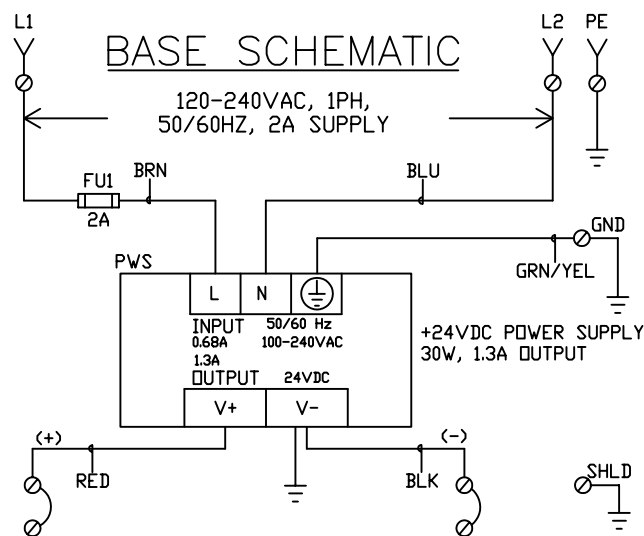 L1
L2 PE
BASE SCHEMATIC
120-240VAC, 1PH,
50/60HZ, 2A SUPPLY
BRN
BLU
FU1
2A
GND
GRN/YEL
PWS
L N
INPUT 50/60 Hz
0.68A 100-240VAC
1.3A
OUTPUT 24VDC
V+ V-
+24VDC POWER SUPPLY
30W, 1.3A OUTPUT
(+)
(-)
RED
BLK
SHLD